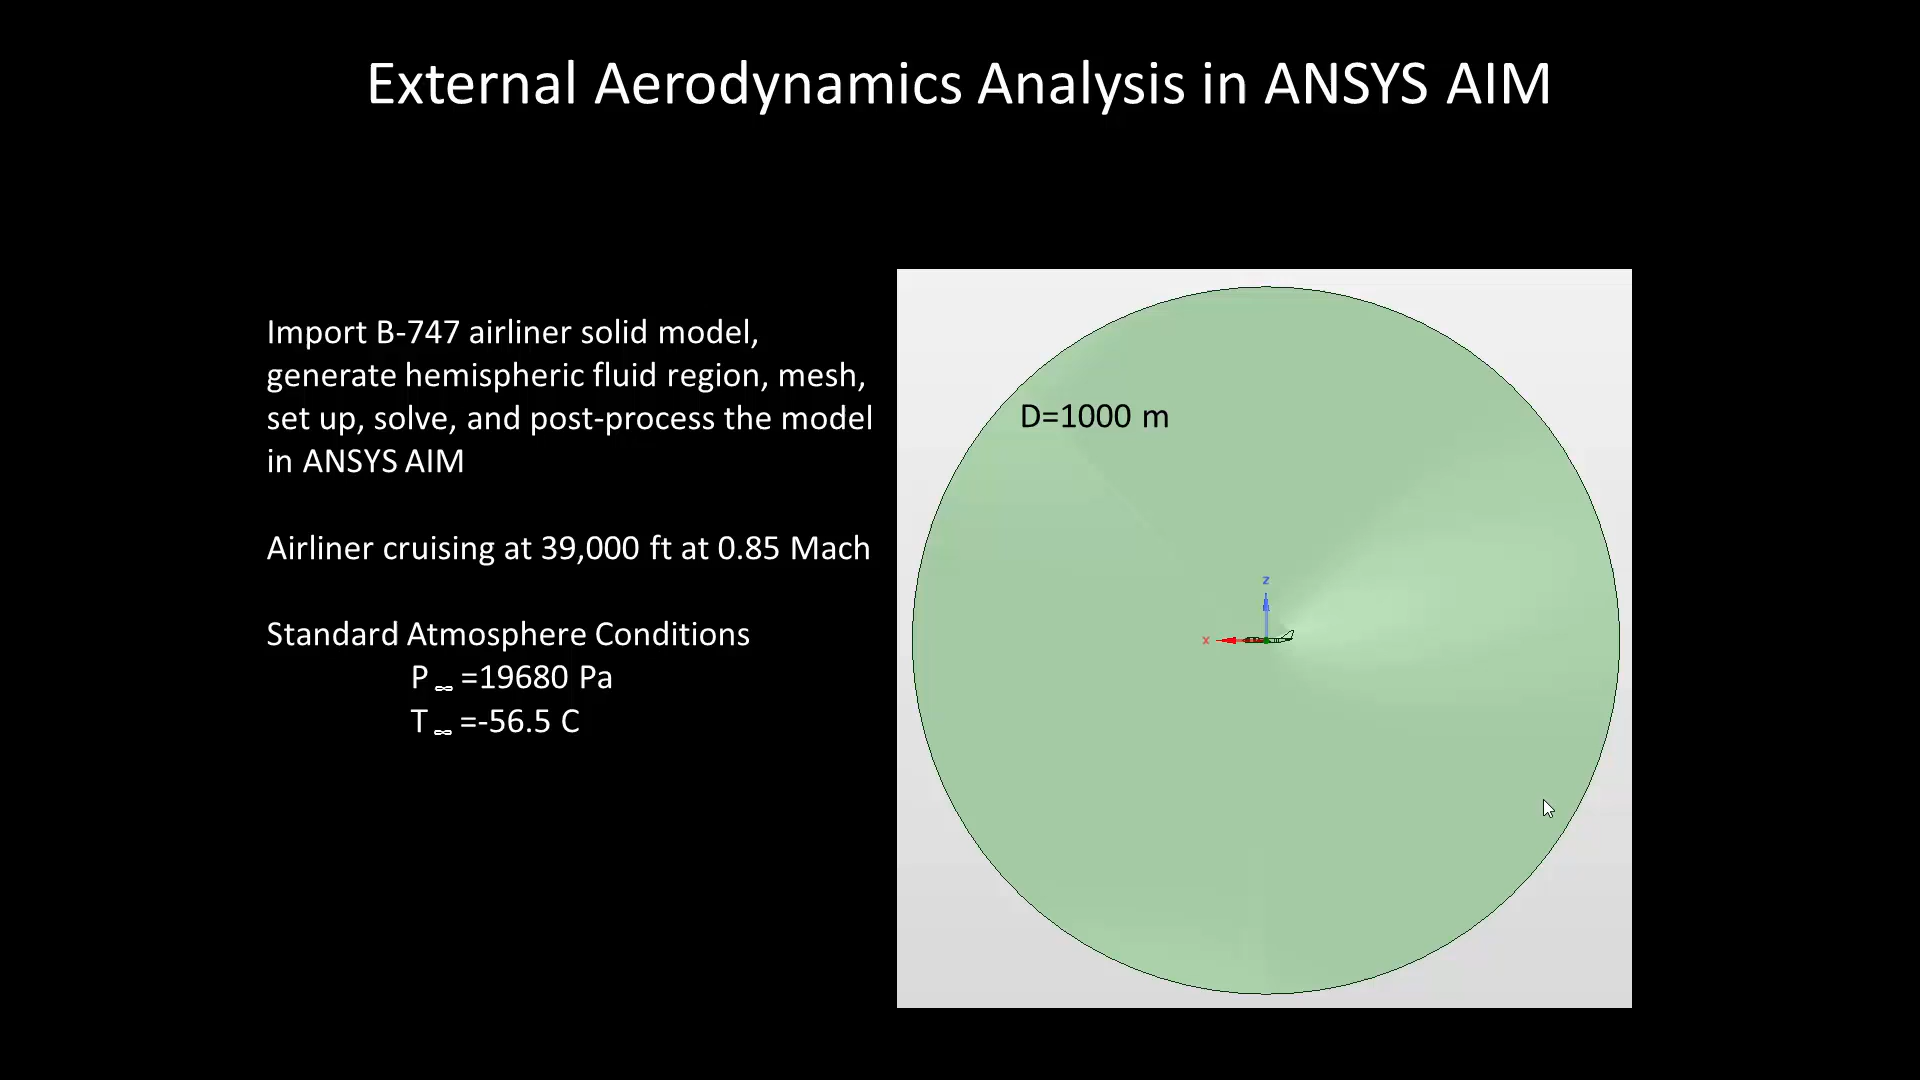 External Aerodynamics Analysis in ANSYS AIM
Import B-747 airliner solid model,
generate hemispheric fluid region, mesh,
set up, solve, and post-process the model
in ANSYS AIM
Airliner cruising at 39,000 ft at 0.85 Mach
Standard Atmosphere Conditions
P∞ =19680 Pa
T∞ =-56.5 C
D=1000 m
Z
X